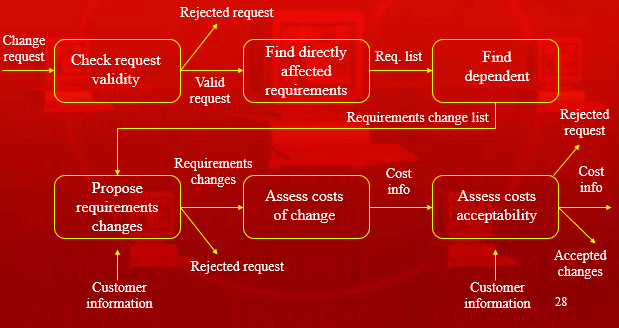 Rejected request
Change
request
Check request
validity
Valid
request
Find directly
affected
requirements
Req. list
Find
dependent
Requirements change list
Rejected
request
Propose
requirements
changes
Requirements
changes
Assess costs
of change
Cost
info
Assess costs
acceptability
Cost
info
Rejected request
Accepted
changes
Customer
information
Customer
information
28